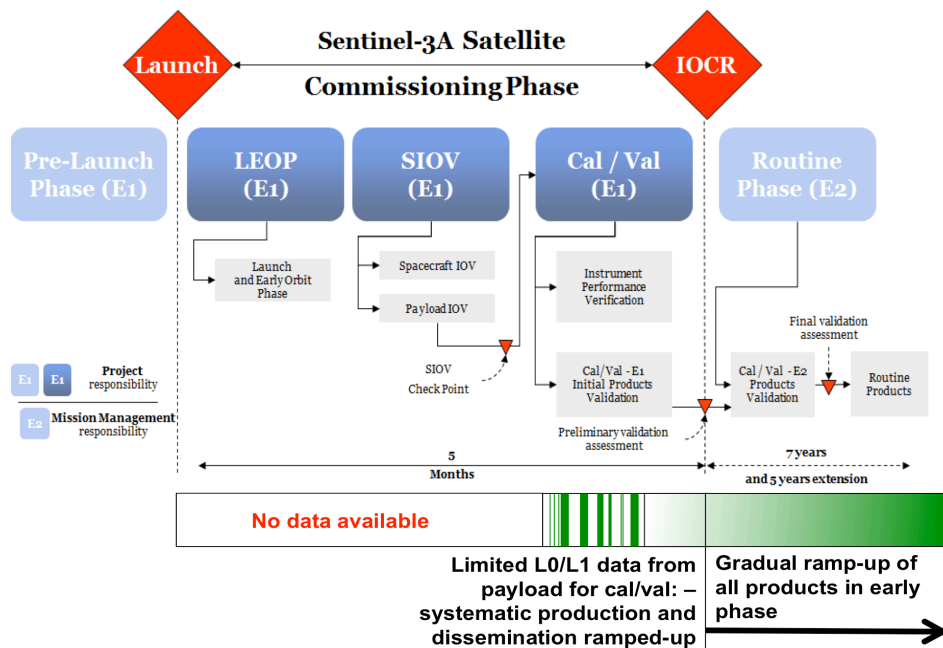 Sentinel-3A Satellite
Commissioning Phase
Launch
IOCR
Pre-Launch
Phase (E1)
LEOP
(E1)
SIOV
(E1)
Cal / Val
(E1)
Routine
Phase (E2)
Launch
and Early Orbit
Phase
Spacecraft IOV
Payload IOV
SIOV
Check Point
Instrument
Performance
Verification
Cal/Val - E1
Initial Products
Validation
Preliminary validation
assessment
Final validation
assessment
Cal/Val - E2
Products
Validation
Routine
Products
E1
E1
Project
responsibility
E2
Mission Management
responsibility
5
Months
7 years
and 5 years extension
No data available
Limited L0/L1 data from
payload for cal/val: –
systematic production and
dissemination ramped-up
Gradual ramp-up of
all products in early
phase